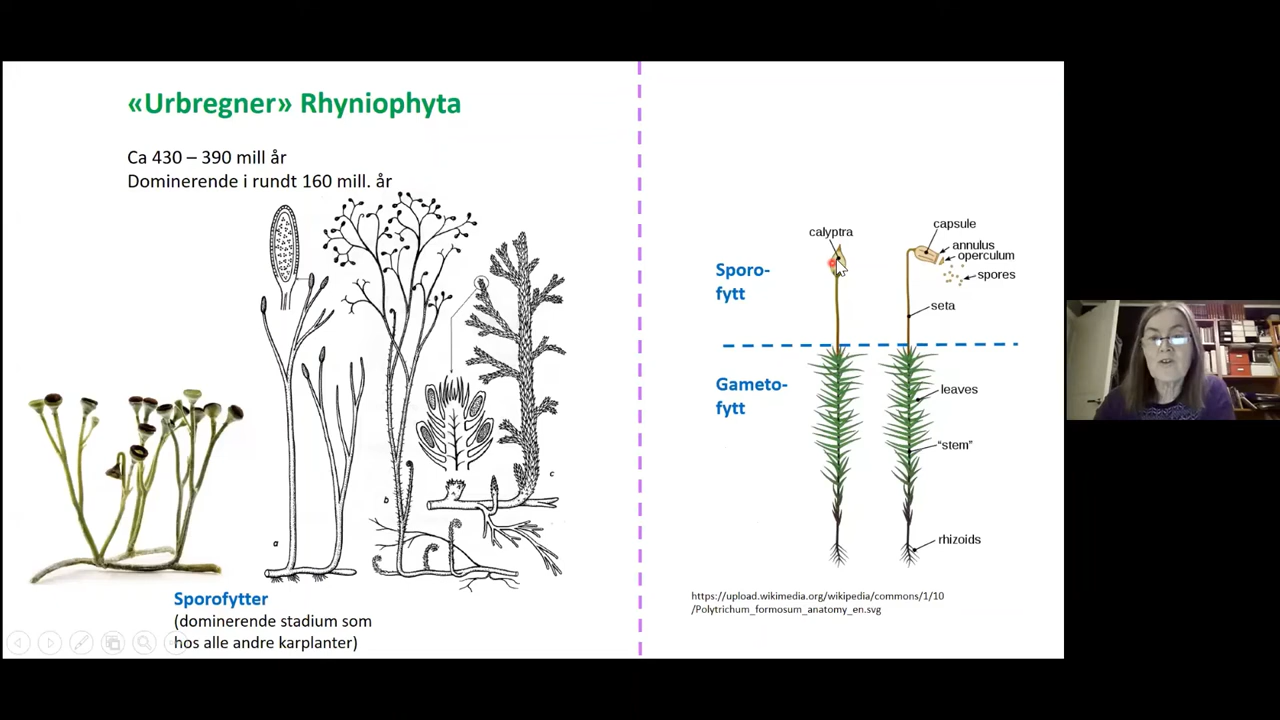 «Urbregner» Rhyniophyta
Ca 430 – 390 mill år
Dominerende i rundt 160 mill. år
a
b
c
Sporofytter
(dominerende stadium som
hos alle andre karplanter)
calyptra
capsule
annulus
operculum
spores
seta
Sporo-
fytt
Gameto-
fytt
leaves
“stem”
rhizoids
https://upload.wikimedia.org/wikipedia/commons/1/10
/Polytrichum_formosum_anatomy_en.svg